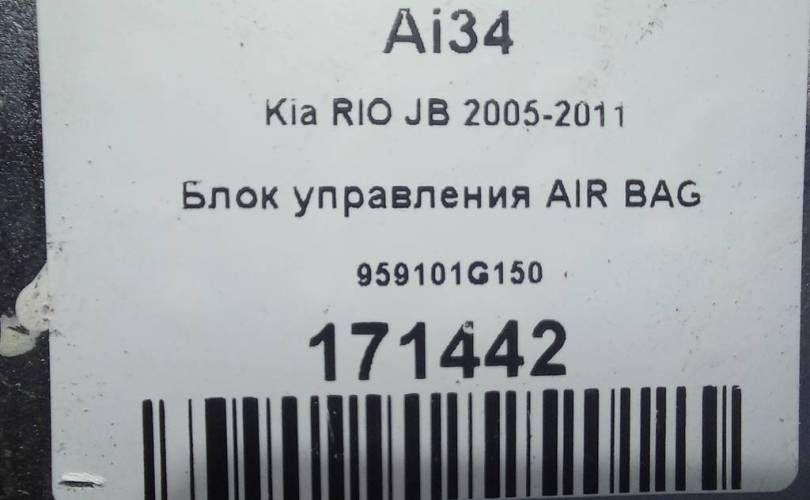 Ai34
Kia RIO JB 2005-2011
Блок управления AIR BAG
959101G150
171442